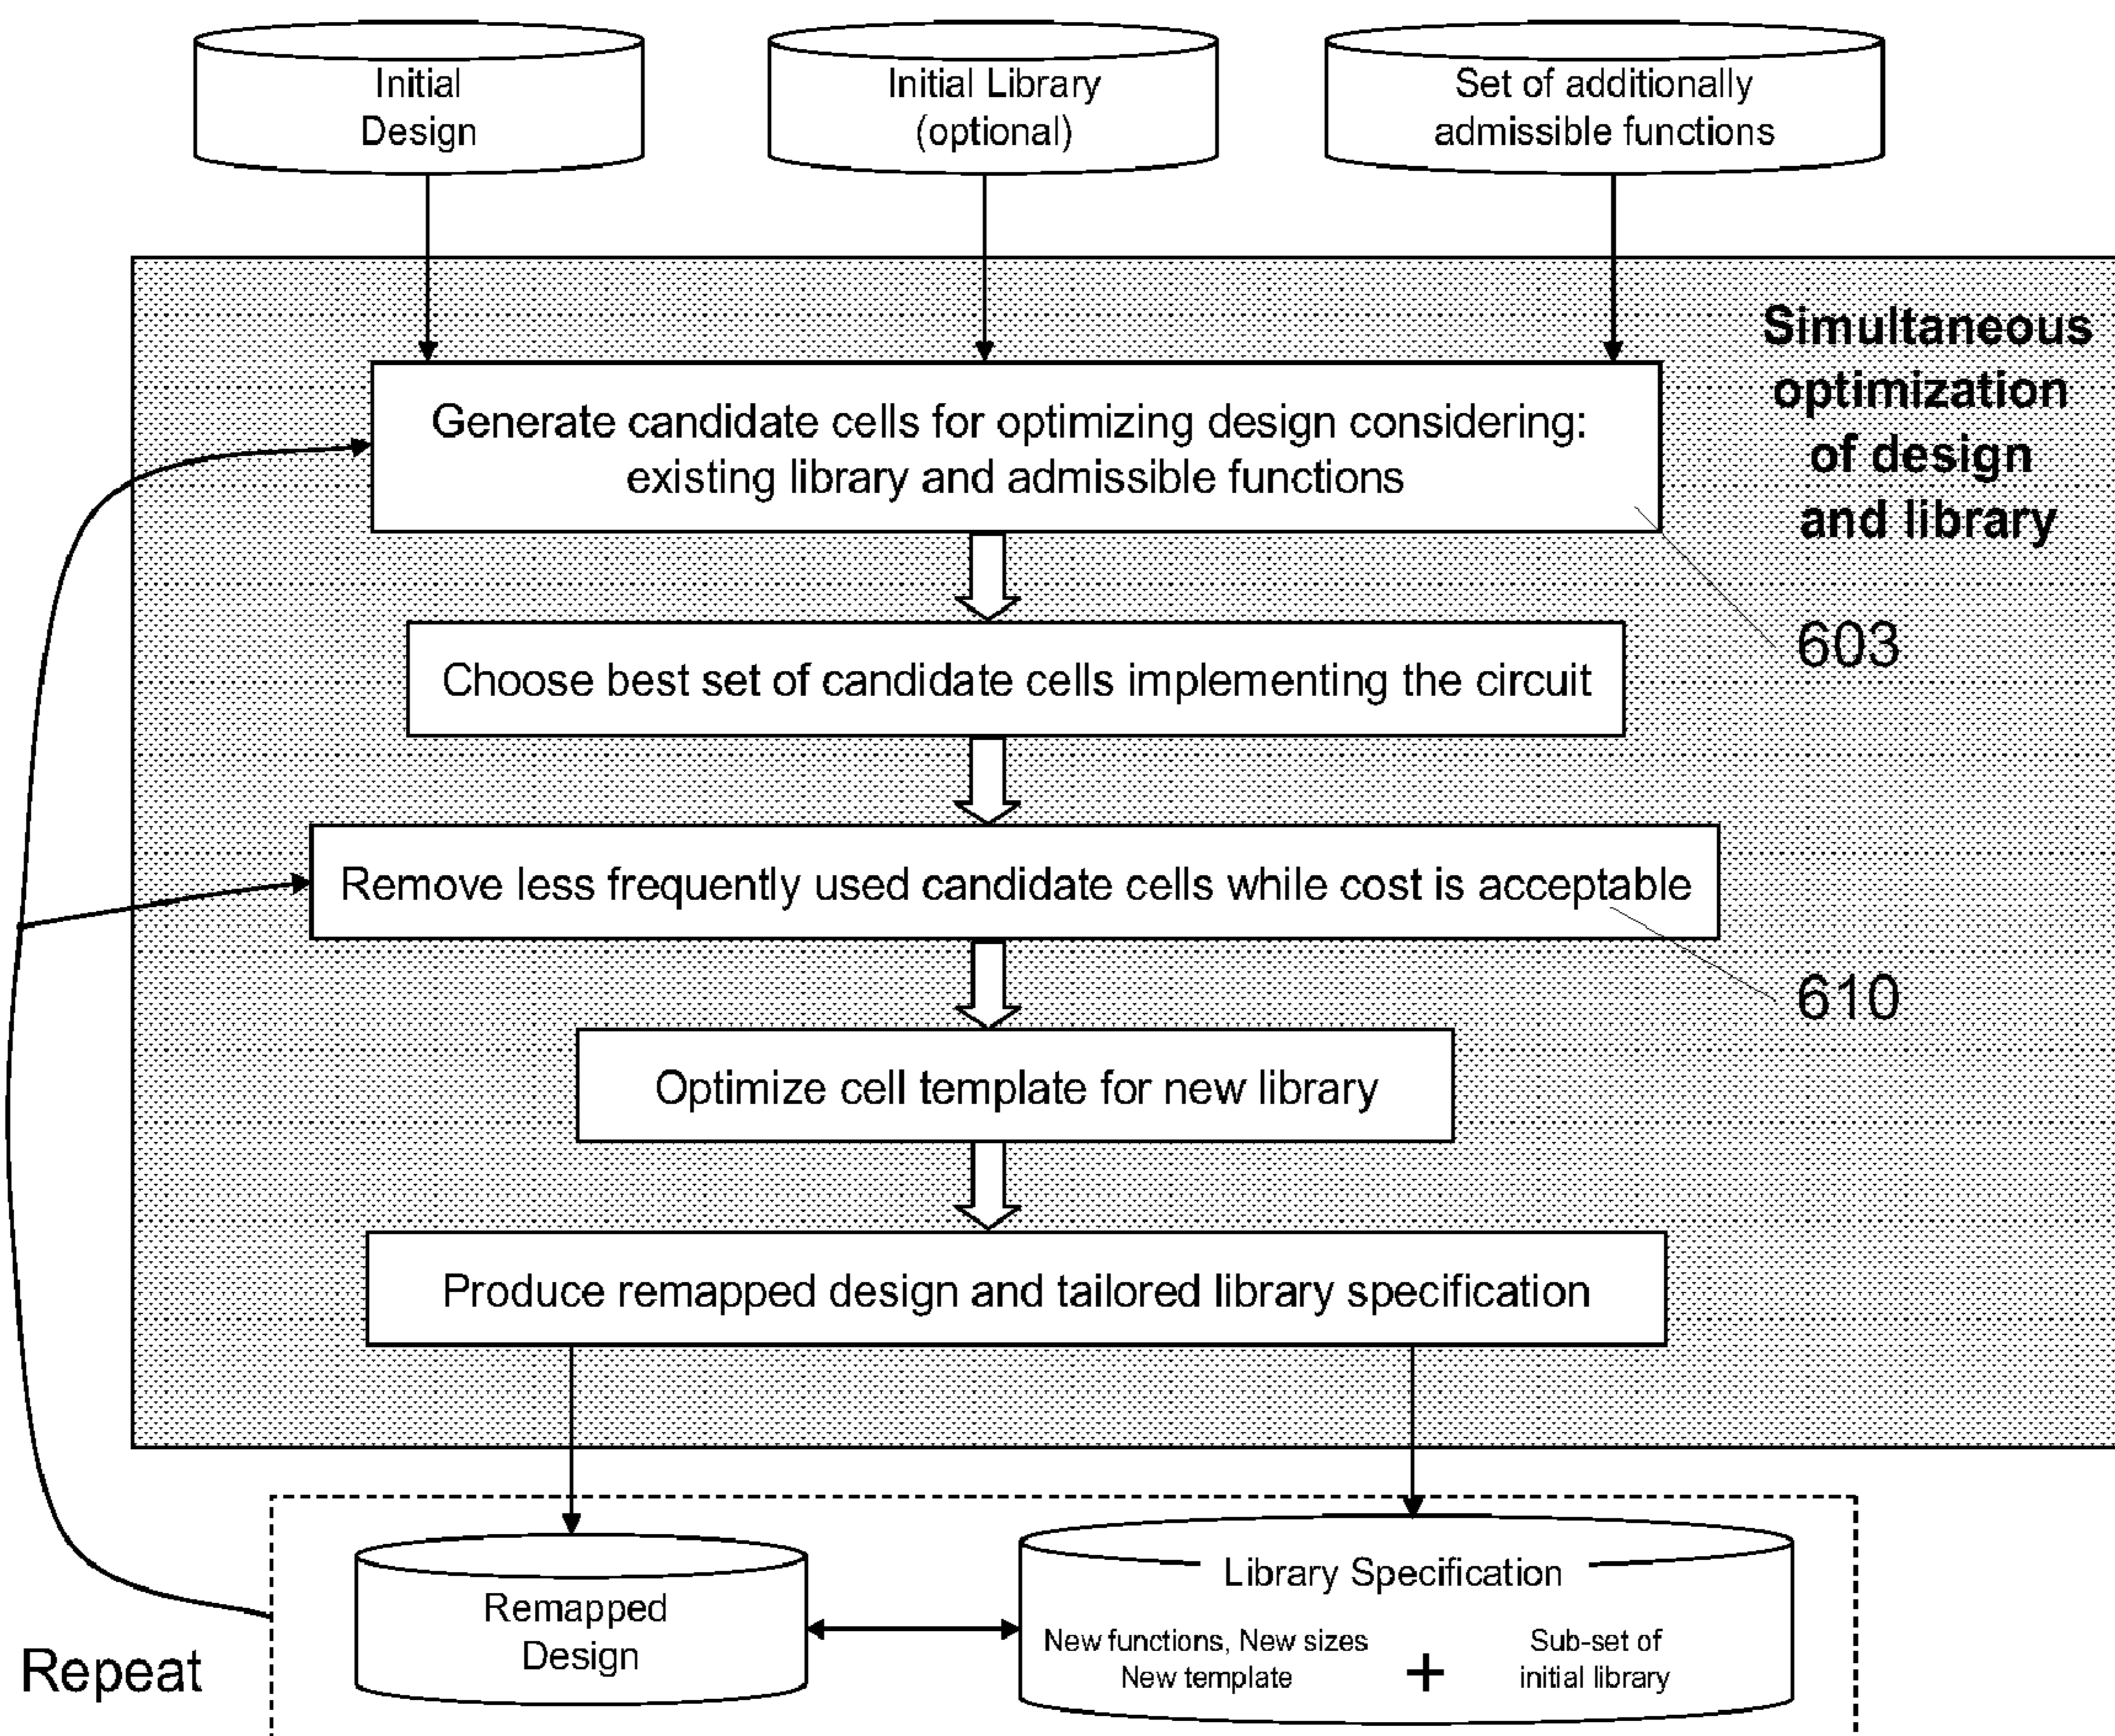 Initial
Design
Initial Library
(optional)
Set of additionally
admissible functions
Simultaneous
optimization
of design
and library
Generate candidate cells for optimizing design considering:
existing library and admissible functions
603
Choose best set of candidate cells implementing the circuit
Remove less frequently used candidate cells while cost is acceptable
610
Optimize cell template for new library
Produce remapped design and tailored library specification
Repeat
Remapped
Design
Library Specification
New functions, New sizes
New template
+
Sub-set of
initial library